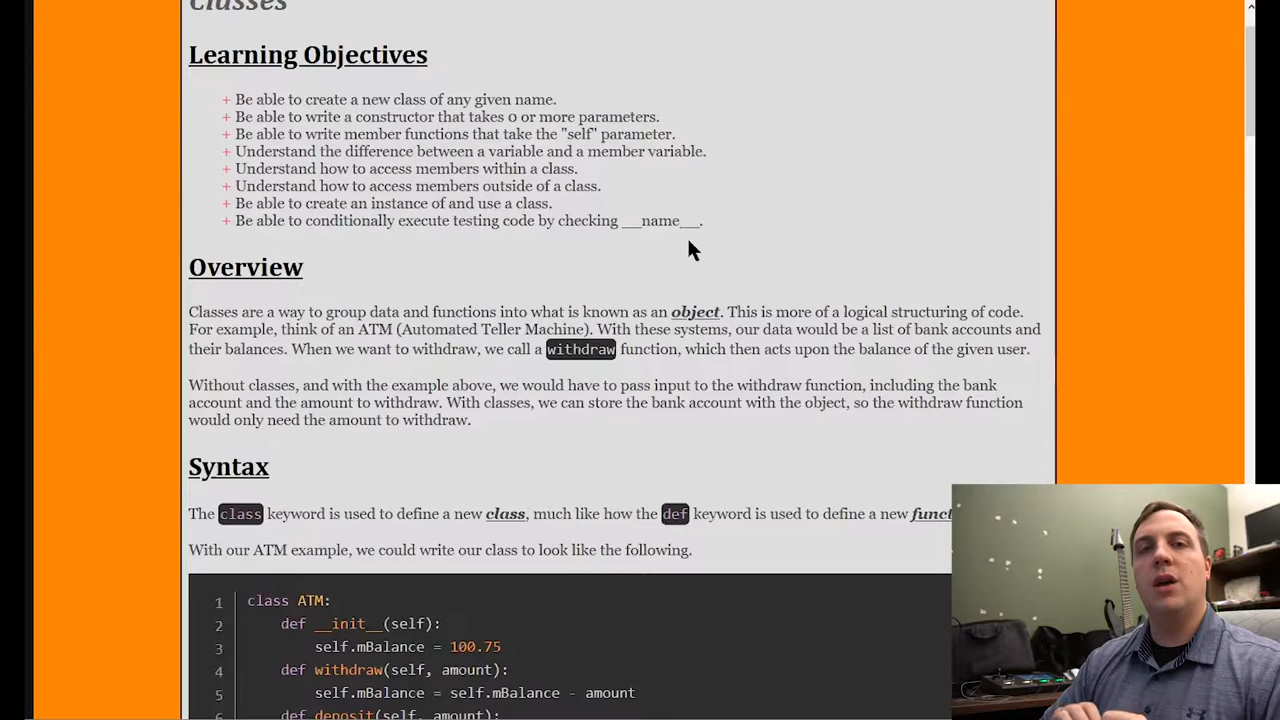 Classes
Learning Objectives
+ Be able to create a new class of any given name.
+ Be able to write a constructor that takes 0 or more parameters.
+ Be able to write member functions that take the "self" parameter.
+ Understand the difference between a variable and a member variable.
+ Understand how to access members within a class.
+ Understand how to access members outside of a class.
+ Be able to create an instance of and use a class.
+ Be able to conditionally execute testing code by checking __name__.
Overview
Classes are a way to group data and functions into what is known as an object. This is more of a logical structuring of code.
For example, think of an ATM (Automated Teller Machine). With these systems, our data would be a list of bank accounts and
their balances. When we want to withdraw, we call a withdraw function, which then acts upon the balance of the given user.
Without classes, and with the example above, we would have to pass input to the withdraw function, including the bank
account and the amount to withdraw. With classes, we can store the bank account with the object, so the withdraw function
would only need the amount to withdraw.
Syntax
The class keyword is used to define a new class, much like how the def keyword is used to define a new funct
With our ATM example, we could write our class to look like the following.
1 class ATM:
2 def __init__(self):
3 self.mBalance = 100.75
4 def withdraw(self, amount):
5 self.mBalance = self.mBalance - amount
6 def deposit(self, amount):